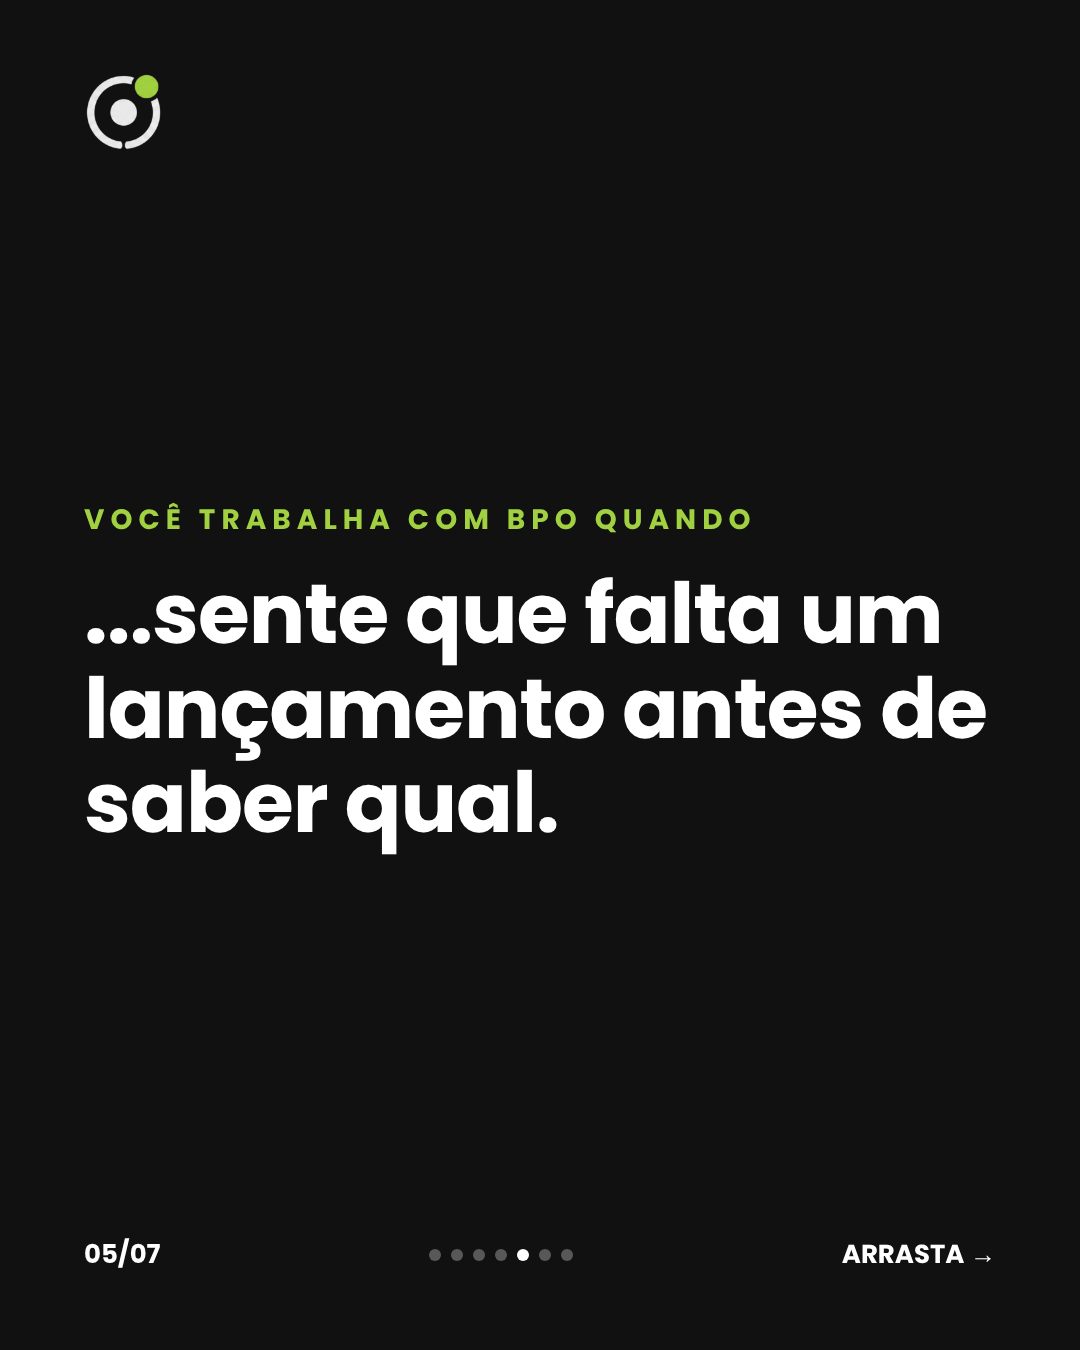 VOCÊ TRABALHA COM BPO QUANDO
...sente que falta um
lançamento antes de
saber qual.
05/07
ARRASTA →